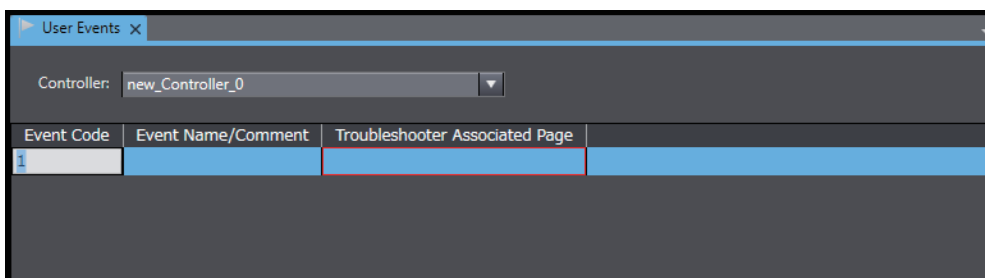 User Events
Controller: new_Controller_0
Event Code Event Name/Comment Troubleshooter Associated Page
1